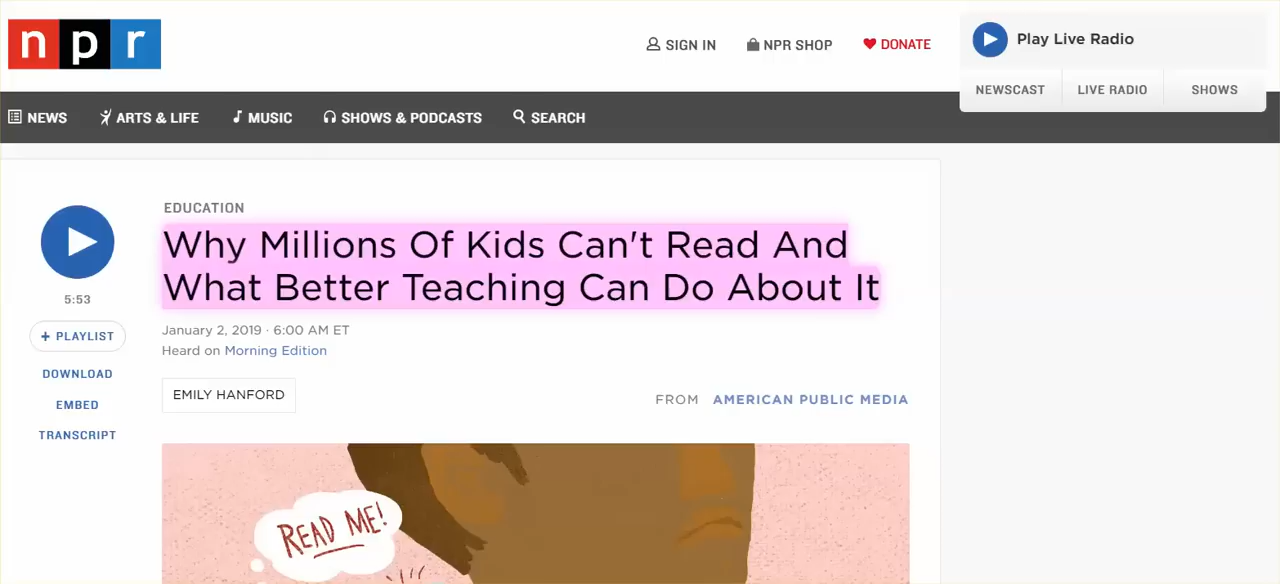 npr
SIGN IN
NPR SHOP
DONATE
Play Live Radio
NEWSCAST
LIVE RADIO
SHOWS
NEWS
ARTS & LIFE
MUSIC
SHOWS & PODCASTS
SEARCH
EDUCATION
Why Millions Of Kids Can't Read And
What Better Teaching Can Do About It
5:53
+ PLAYLIST
DOWNLOAD
EMBED
TRANSCRIPT
January 2, 2019 · 6:00 AM ET
Heard on Morning Edition
EMILY HANFORD
FROM AMERICAN PUBLIC MEDIA
READ ME!